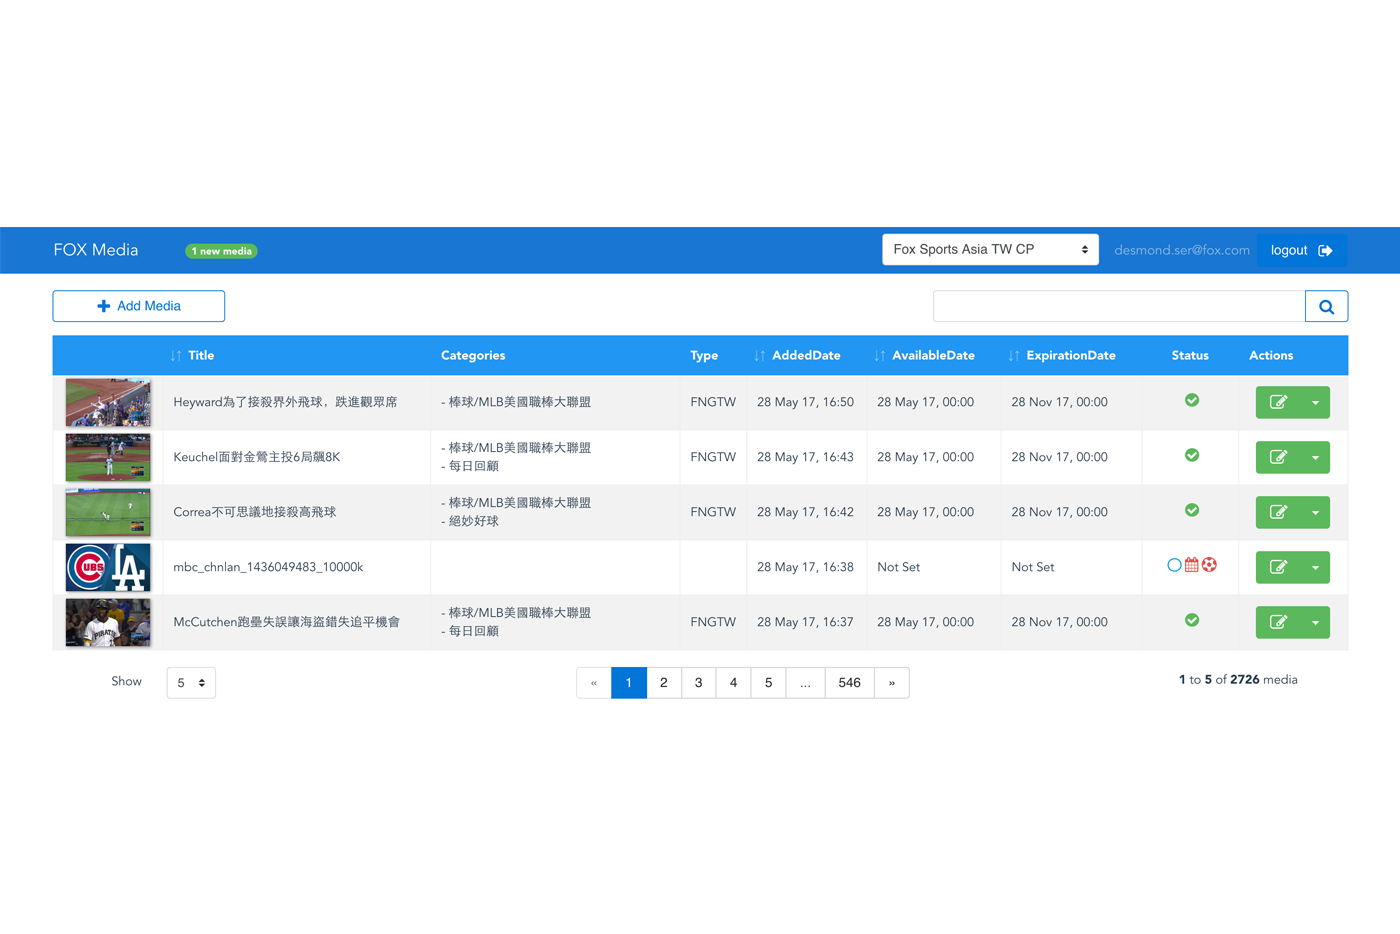 FOX Media
1 new media
Fox Sports Asia TW CP
desmond.ser@fox.com
logout
Add Media
Title Categories Type AddedDate AvailableDate ExpirationDate Status Actions
Heyward為了接殺界外飛球，跌進觀眾席
- 棒球/MLB美國職棒大聯盟
FNGTW
28 May 17, 16:50
28 May 17, 00:00
28 Nov 17, 00:00
Keuchel面對金鶯主投6局飆8K
- 棒球/MLB美國職棒大聯盟
- 每日回顧
FNGTW
28 May 17, 16:43
28 May 17, 00:00
28 Nov 17, 00:00
Correa不可思議地接殺高飛球
- 棒球/MLB美國職棒大聯盟
- 絕妙好球
FNGTW
28 May 17, 16:42
28 May 17, 00:00
28 Nov 17, 00:00
CUBS
LA
mbc_chnlan_1436049483_10000k
28 May 17, 16:38
Not Set
Not Set
PIRATES
McCutchen跑壘失誤讓海盜錯失追平機會
- 棒球/MLB美國職棒大聯盟
- 每日回顧
FNGTW
28 May 17, 16:37
28 May 17, 00:00
28 Nov 17, 00:00
Show
5
« 1 2 3 4 5 ... 546 »
1 to 5 of 2726 media